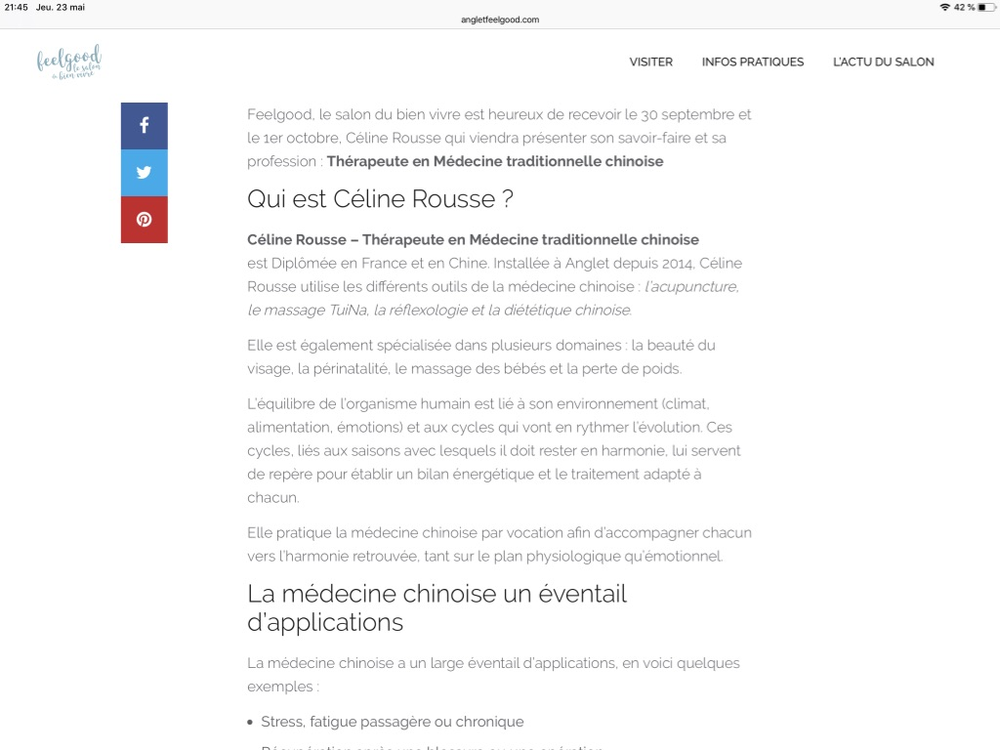 21:45 Jeu. 23 mai
42 %
angletfeelgood.com
feelgood
le salon
du bien vivre
VISITER INFOS PRATIQUES L'ACTU DU SALON
Feelgood, le salon du bien vivre est heureux de recevoir le 30 septembre et
le 1er octobre, Céline Rousse qui viendra présenter son savoir-faire et sa
profession : Thérapeute en Médecine traditionnelle chinoise
Qui est Céline Rousse ?
Céline Rousse – Thérapeute en Médecine traditionnelle chinoise
est Diplômée en France et en Chine. Installée à Anglet depuis 2014, Céline
Rousse utilise les différents outils de la médecine chinoise : l'acupuncture,
le massage TuiNa, la réflexologie et la diététique chinoise.
Elle est également spécialisée dans plusieurs domaines : la beauté du
visage, la périnatalité, le massage des bébés et la perte de poids.
L'équilibre de l'organisme humain est lié à son environnement (climat,
alimentation, émotions) et aux cycles qui vont en rythmer l'évolution. Ces
cycles, liés aux saisons avec lesquels il doit rester en harmonie, lui servent
de repère pour établir un bilan énergétique et le traitement adapté à
chacun.
Elle pratique la médecine chinoise par vocation afin d'accompagner chacun
vers l'harmonie retrouvée, tant sur le plan physiologique qu'émotionnel.
La médecine chinoise un éventail
d'applications
La médecine chinoise a un large éventail d'applications, en voici quelques
exemples :
• Stress, fatigue passagère ou chronique
Récupération après une blessure ou une opération